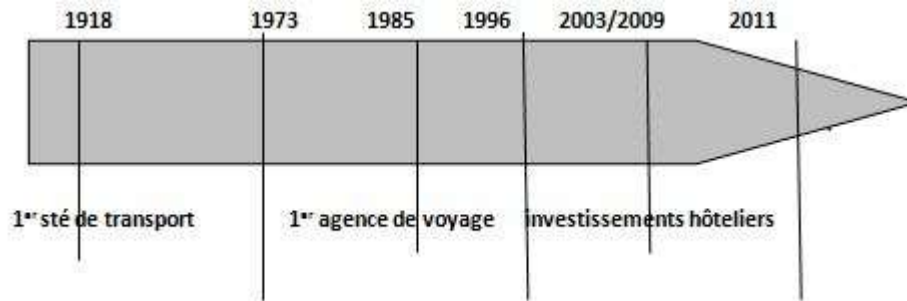 1918 1973 1985 1996 2003/2009 2011
1er sté de transport 1er agence de voyage investissements hôteliers